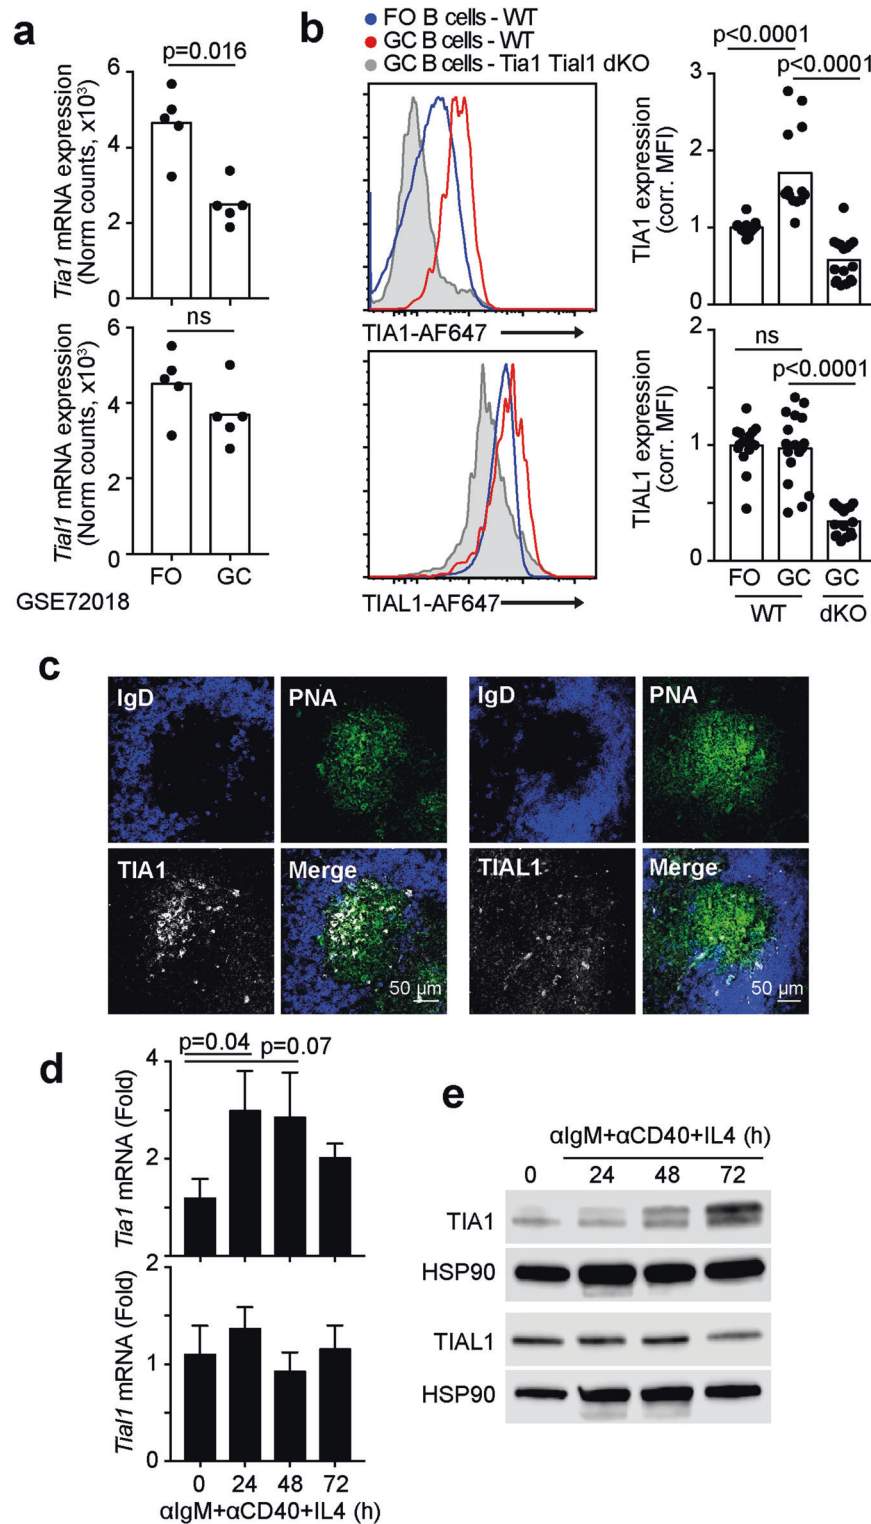 a
p=0.016
Tia1 mRNA expression
(Norm counts, x10³)
6
4
2
0
ns
Tial1 mRNA expression
(Norm counts, x10³)
6
4
2
0
FO GC
GSE72018
b
FO B cells - WT
GC B cells - WT
GC B cells - Tia1 Tial1 dKO
TIA1-AF647
TIAL1-AF647
p<0.0001
p<0.0001
TIA1 expression
(corr. MFI)
3
2
1
0
ns
p<0.0001
TIAL1 expression
(corr. MFI)
2
1
0
FO GC GC
WT dKO
c
IgD PNA IgD PNA
TIA1 Merge TIAL1 Merge
50 µm 50 µm
d
p=0.04 p=0.07
Tia1 mRNA (Fold)
4
2
2
Tial1 mRNA (Fold)
1
0
0 24 48 72
αIgM+αCD40+IL4 (h)
e
αIgM+αCD40+IL4 (h)
0 24 48 72
TIA1
HSP90
TIAL1
HSP90